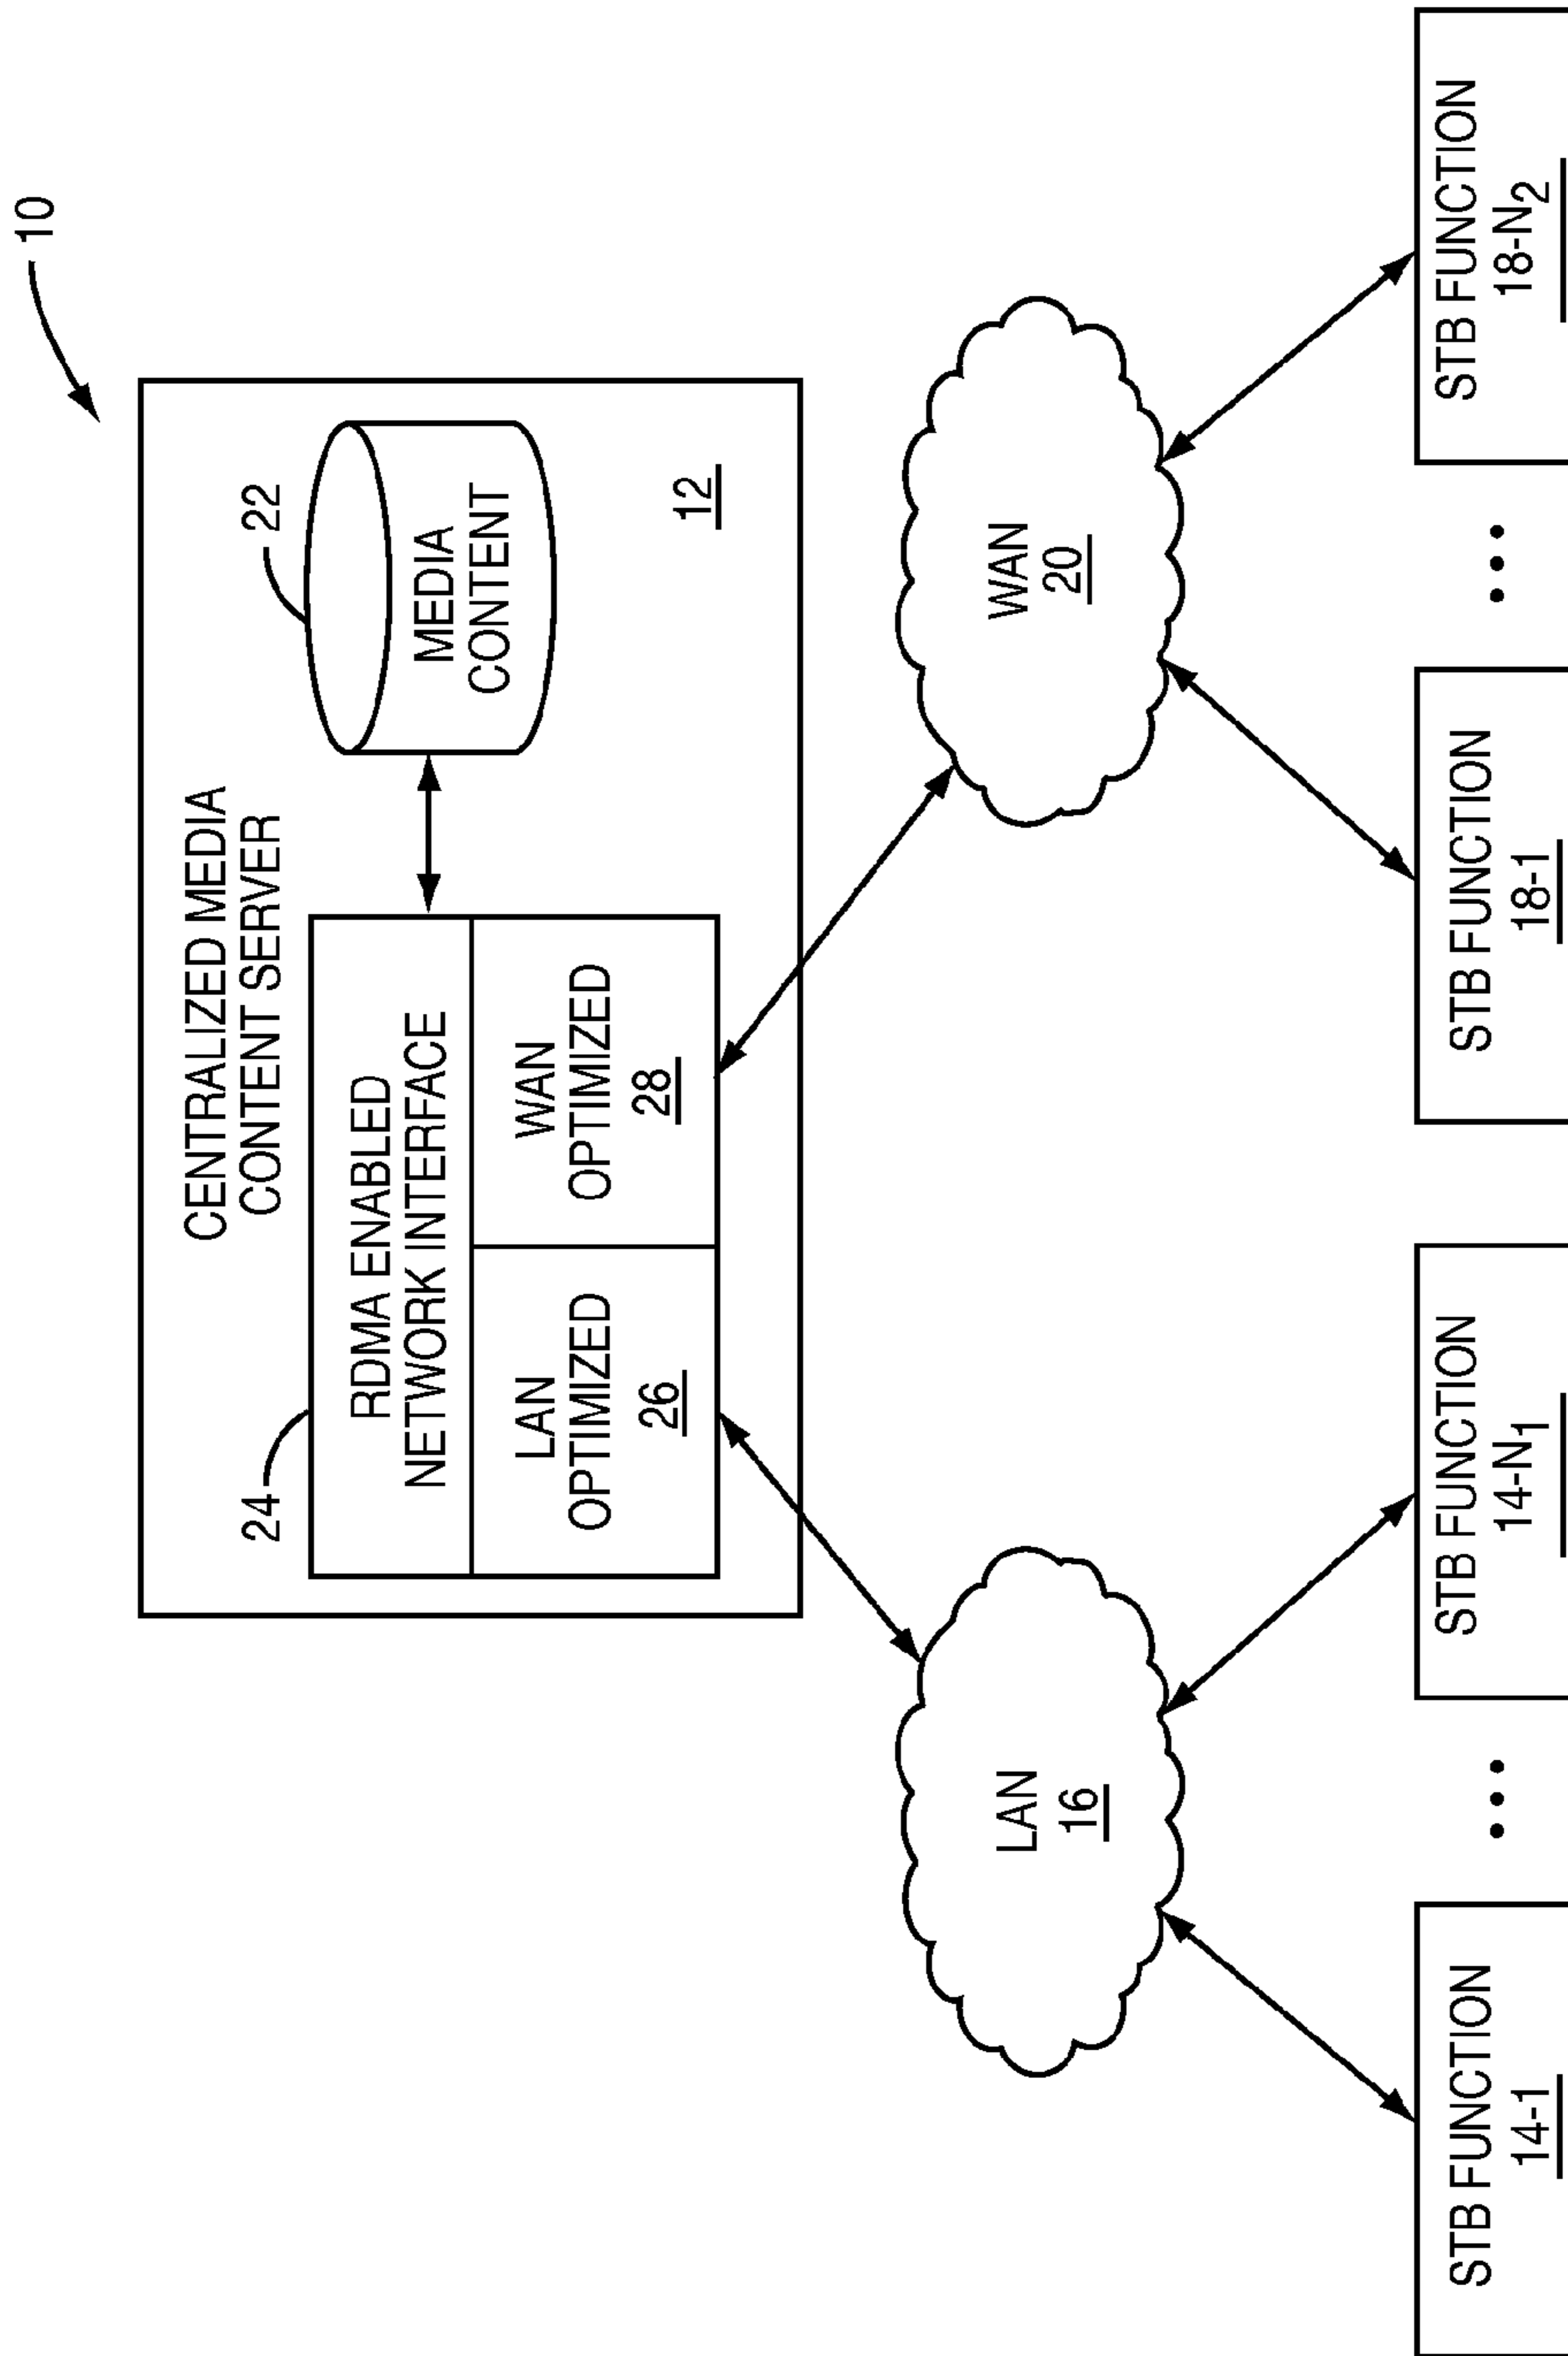 10
CENTRALIZED MEDIA
CONTENT SERVER
24
RDMA ENABLED
NETWORK INTERFACE
LAN
OPTIMIZED
26
WAN
OPTIMIZED
28
22
MEDIA
CONTENT
12
LAN
16
WAN
20
STB FUNCTION
14-1
• • •
STB FUNCTION
14-N₁
STB FUNCTION
18-1
• • •
STB FUNCTION
18-N₂